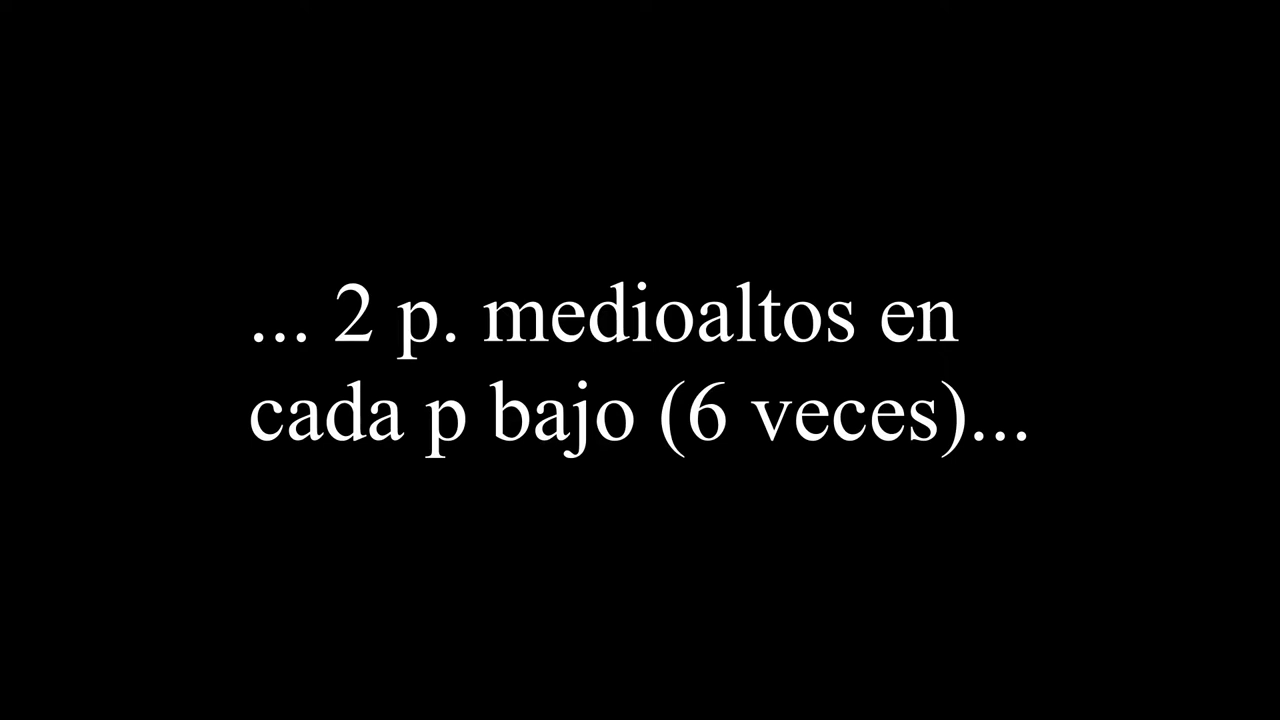 ... 2 p. medioaltos en
cada p bajo (6 veces)...